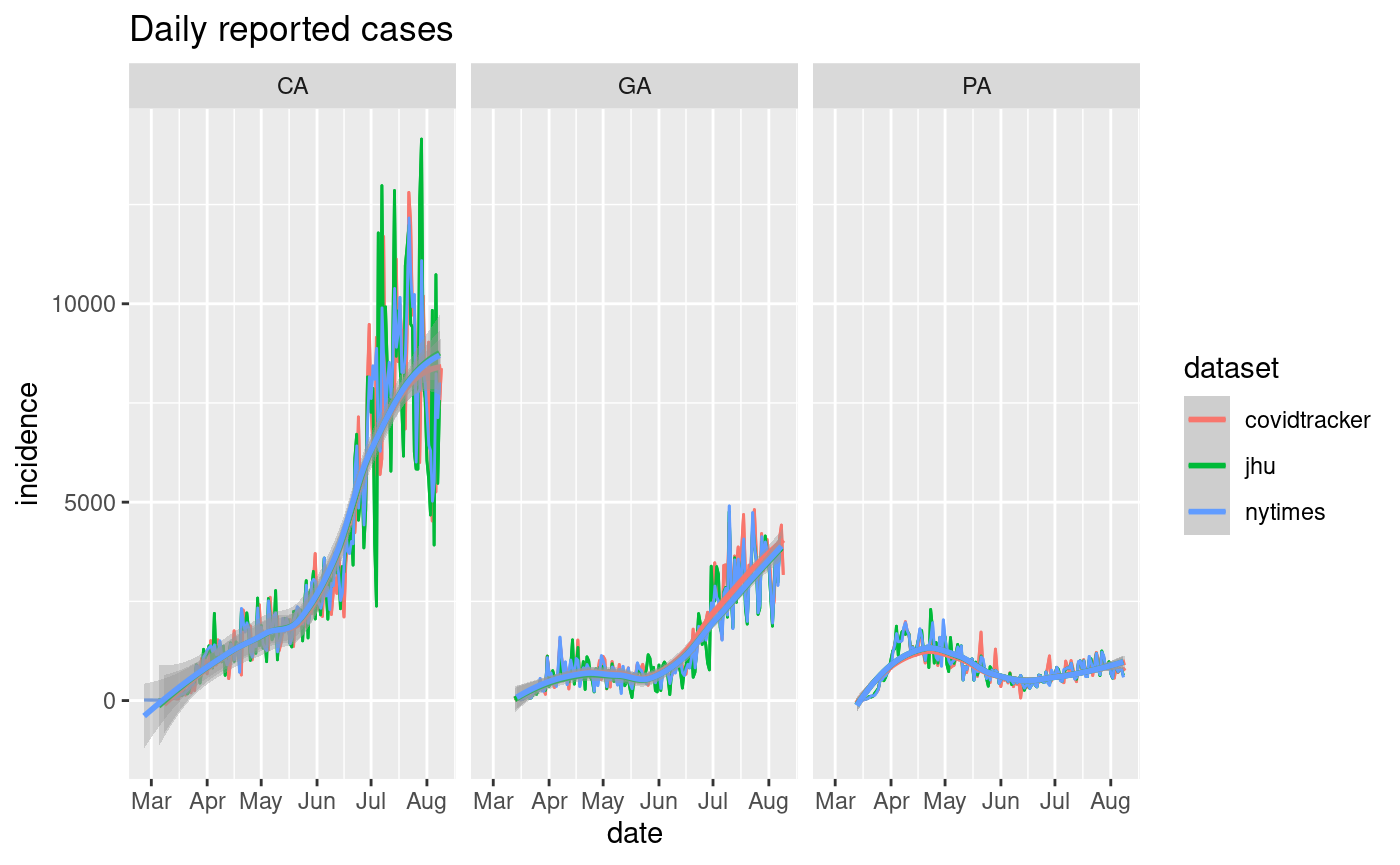 Daily reported cases
CA GA PA
10000
5000
0
incidence
Mar Apr May Jun Jul Aug Mar Apr May Jun Jul Aug Mar Apr May Jun Jul Aug
date
dataset
covidtracker
jhu
nytimes